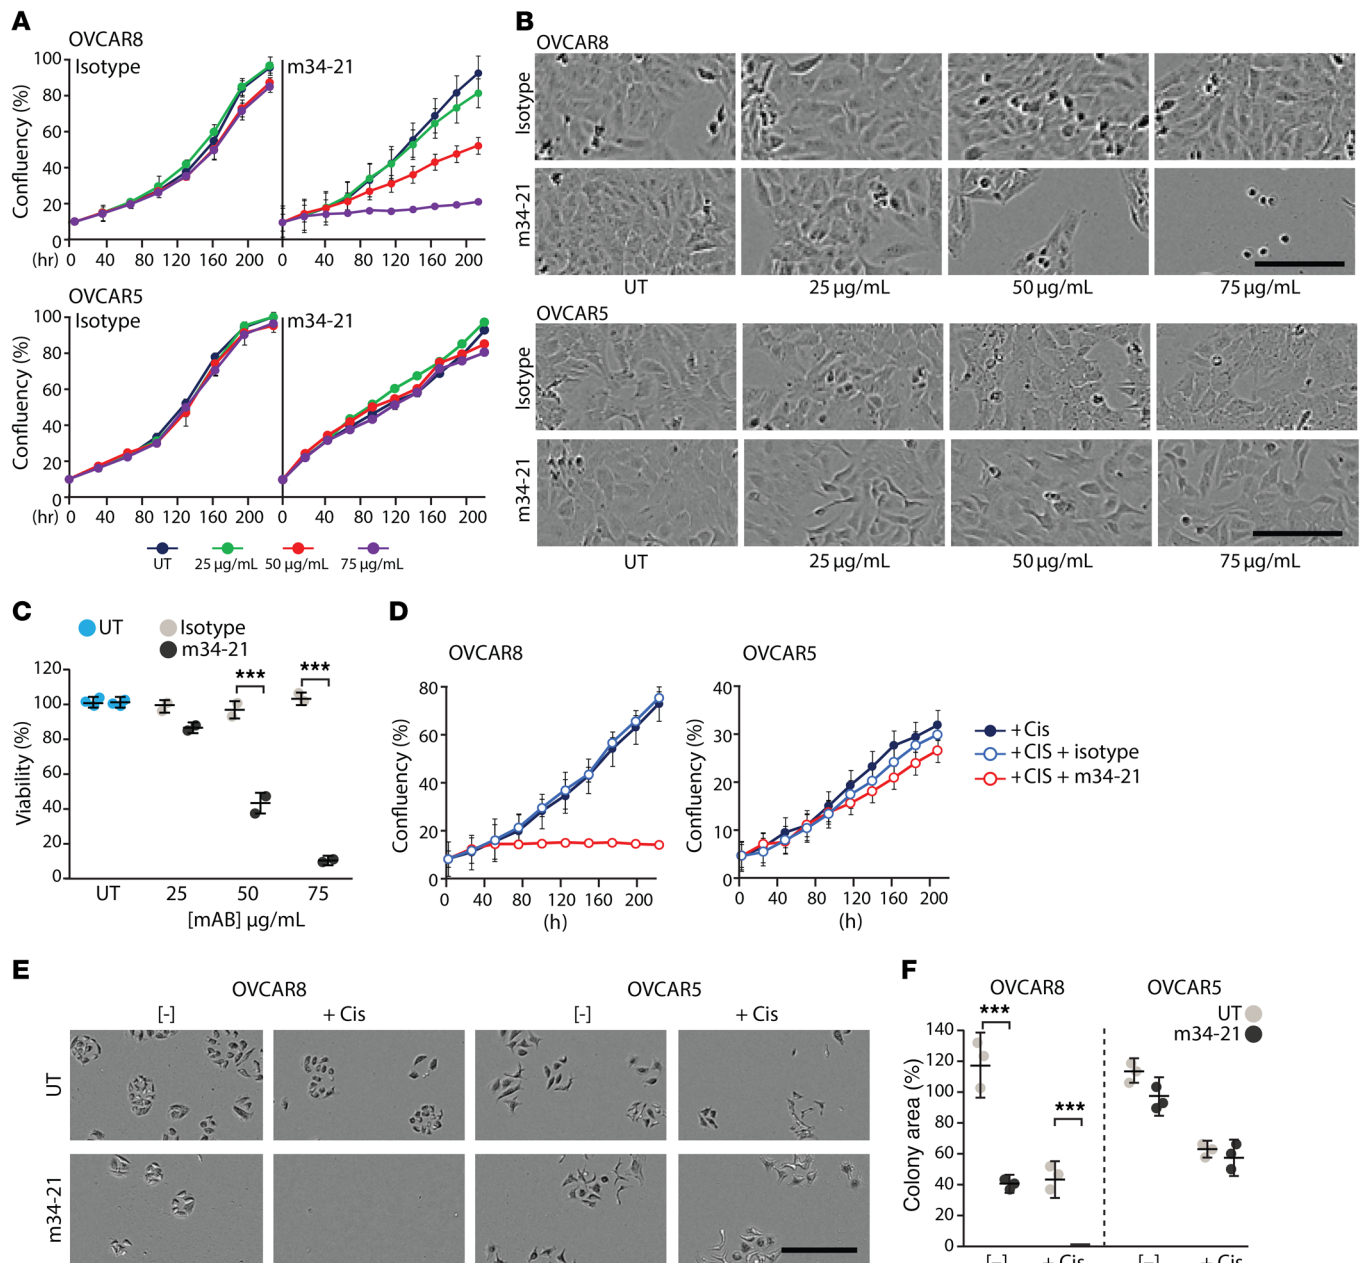 A
OVCAR8
Isotype
m34-21
Confluency (%)
100
80
60
40
20
0
(hr) 0 40 80 120 160 200 0 40 80 120 160 200
OVCAR5
Isotype
m34-21
Confluency (%)
100
80
60
40
20
0
(hr) 0 40 80 120 160 200 0 40 80 120 160 200
UT 25 µg/mL 50 µg/mL 75 µg/mL
B
OVCAR8
Isotype
m34-21
UT 25 µg/mL 50 µg/mL 75 µg/mL
OVCAR5
Isotype
m34-21
UT 25 µg/mL 50 µg/mL 75 µg/mL
C
UT Isotype
m34-21
Viability (%)
120
100
80
60
40
20
0
*** ***
UT 25 50 75
[mAB] µg/mL
D
OVCAR8
Confluency (%)
80
60
40
20
0
0 40 80 120 160 200
(h)
OVCAR5
Confluency (%)
40
30
20
10
0
0 40 80 120 160 200
(h)
+Cis
+CIS + isotype
+CIS + m34-21
E
OVCAR8 OVCAR5
[-] + Cis [-] + Cis
UT
m34-21
F
OVCAR8 OVCAR5
UT
m34-21
Colony area (%)
140
120
100
80
60
40
20
0
***
***
[-] + Cis [-] + Cis